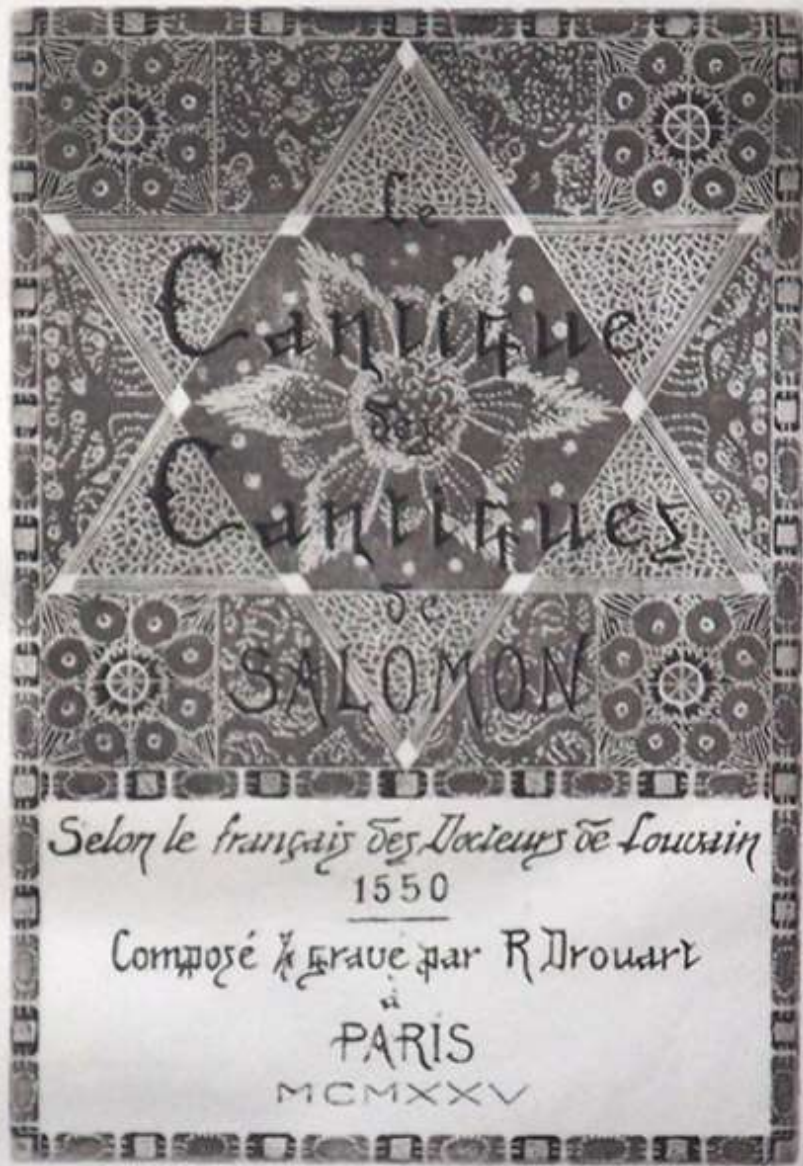 Le
Cantique
des
Cantiques
de
SALOMON
Selon le français des Docteurs de Louvain
1550
Composé & gravé par R Drouart
à
PARIS
MCMXXV